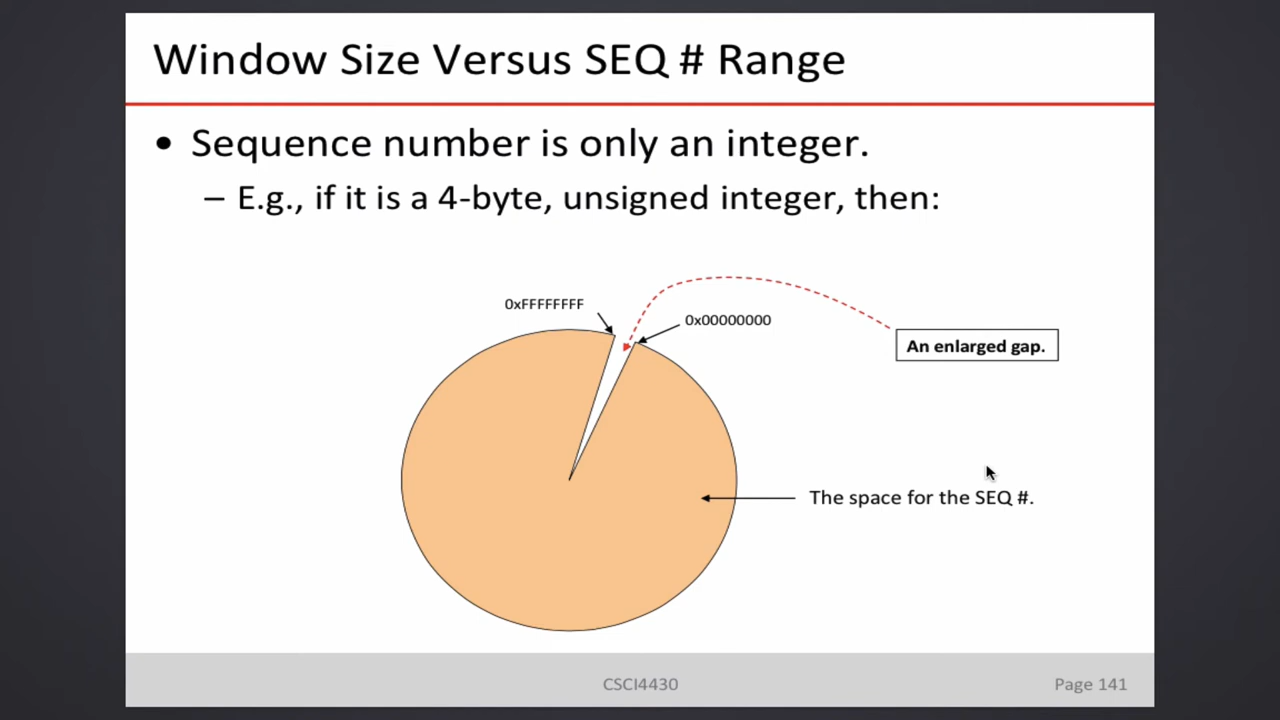 Window Size Versus SEQ # Range
• Sequence number is only an integer.
– E.g., if it is a 4-byte, unsigned integer, then:
0xFFFFFFFF
0x00000000
An enlarged gap.
The space for the SEQ #.
CSCI4430
Page 141